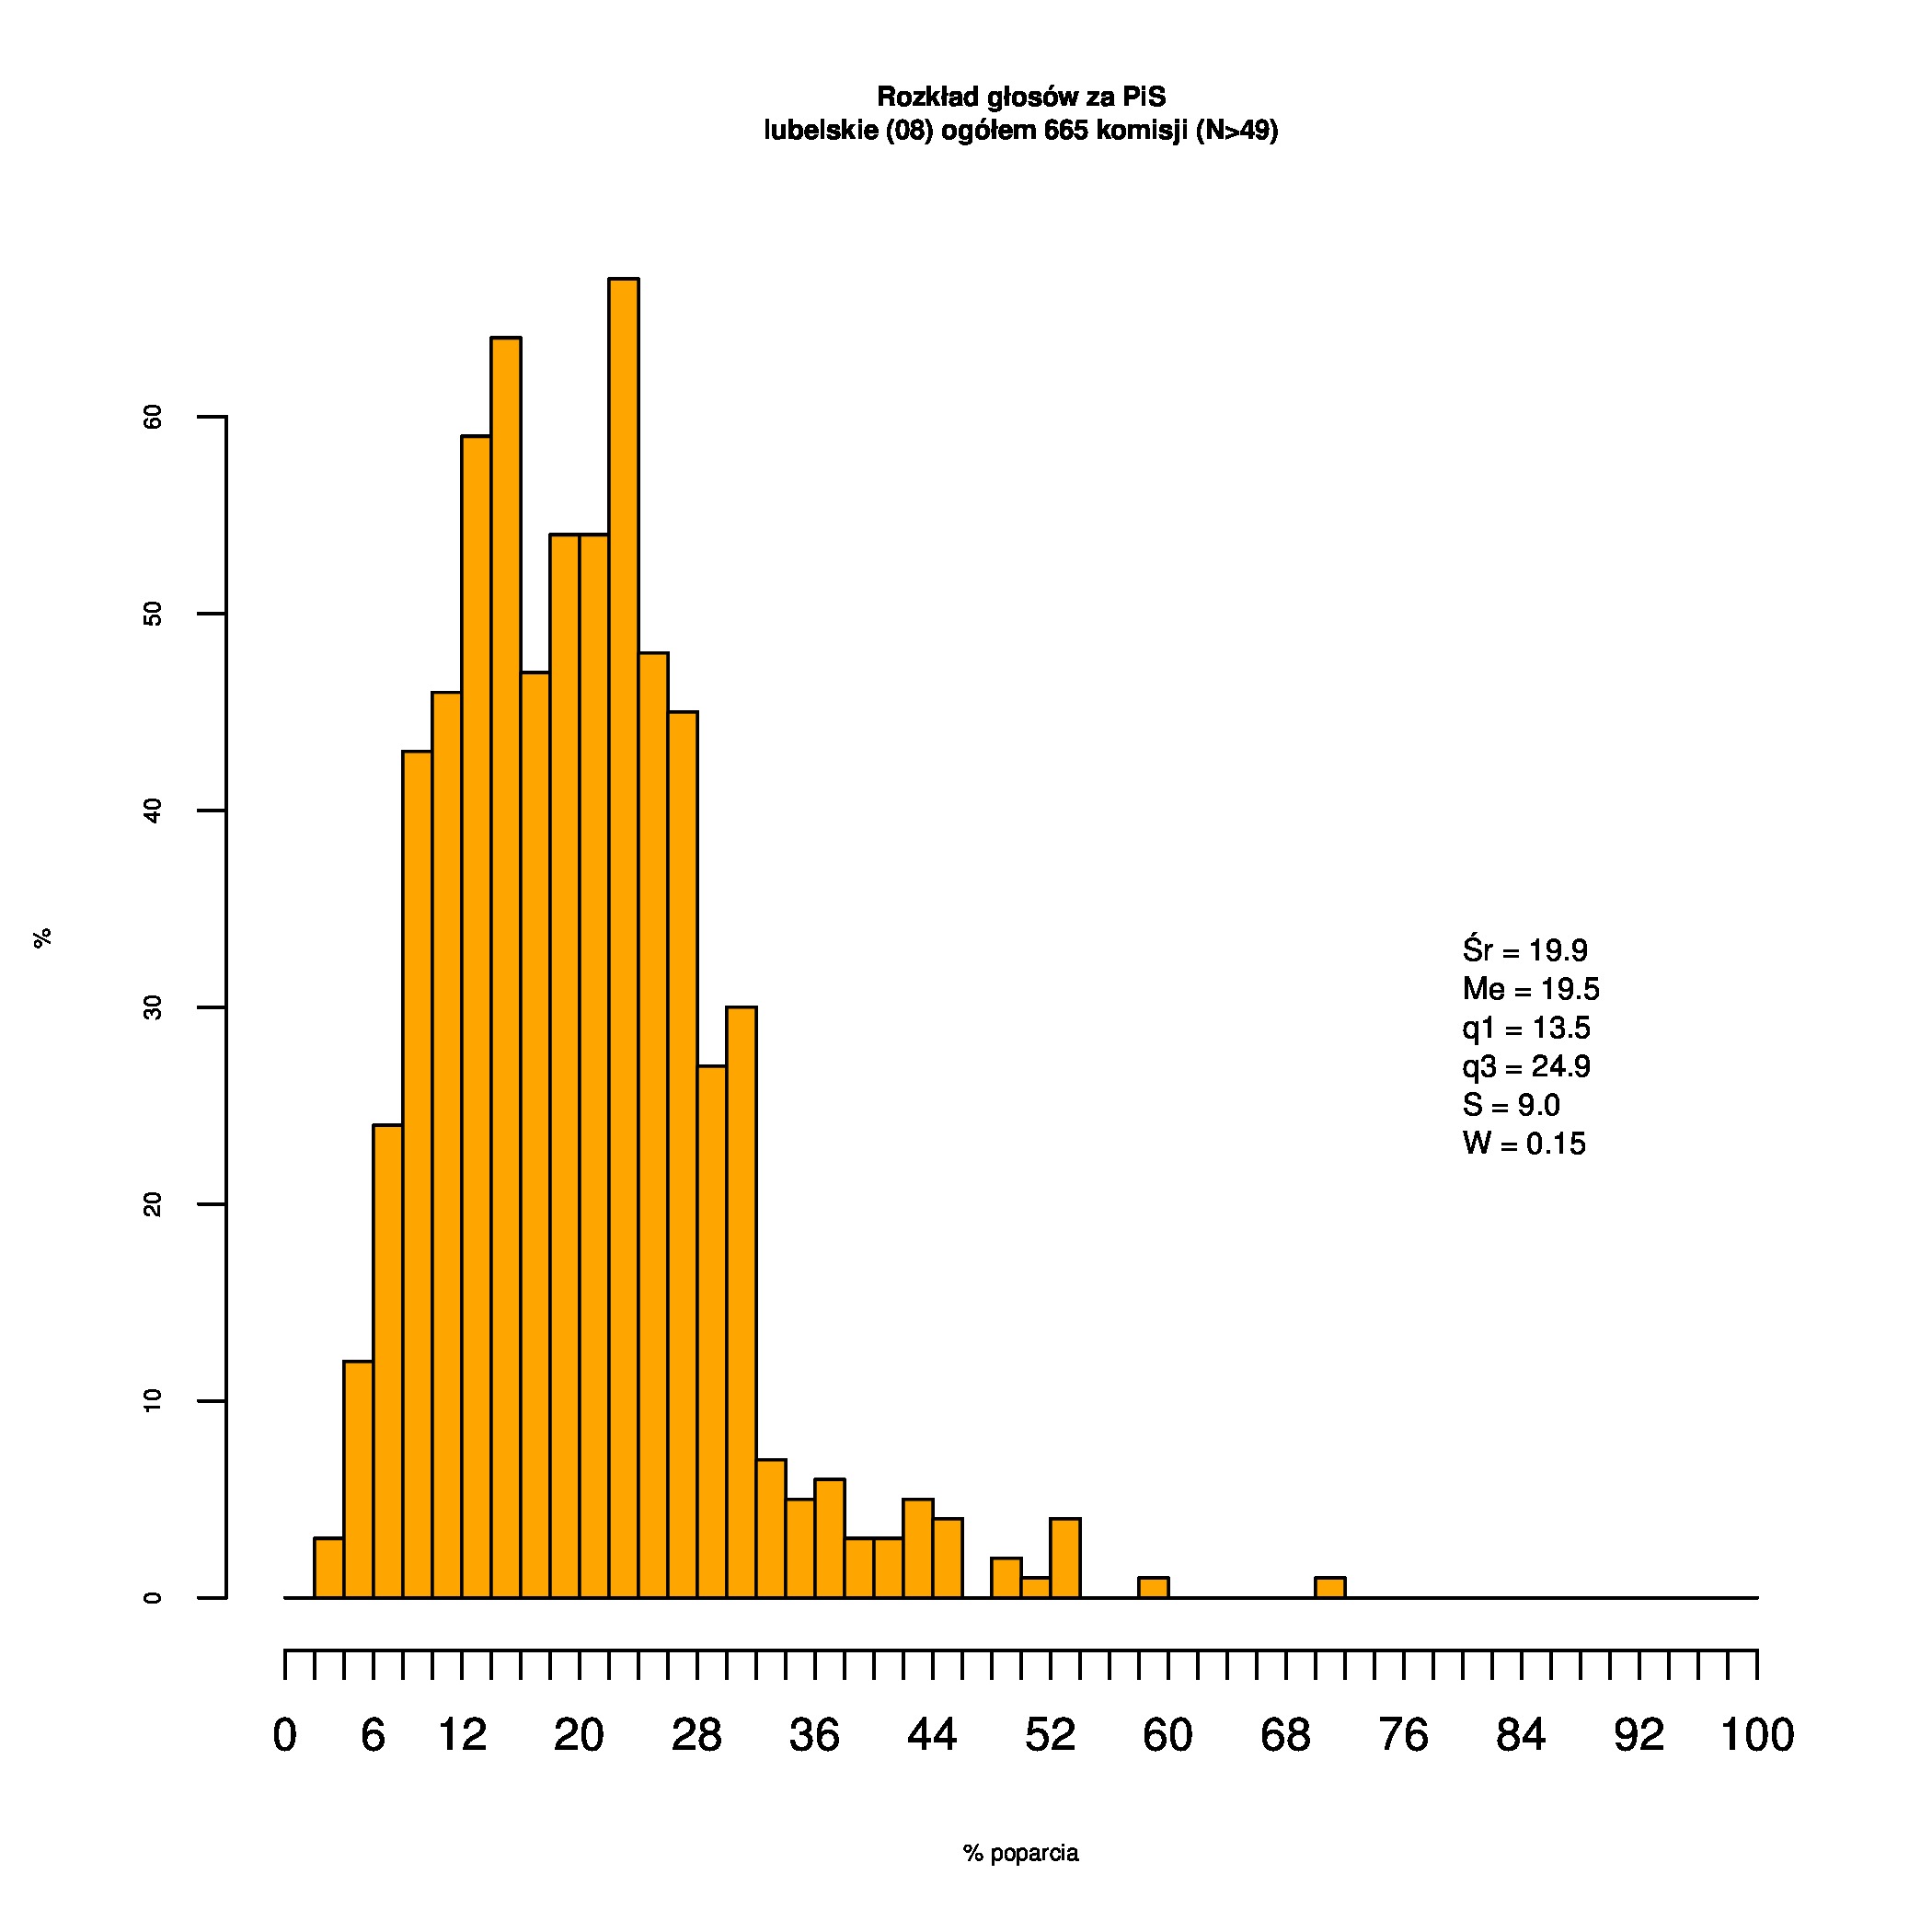 Rozkład głosów za PiS
lubelskie (08) ogółem 665 komisji (N>49)
%
60
50
40
30
20
10
0
Śr = 19.9
Me = 19.5
q1 = 13.5
q3 = 24.9
S = 9.0
W = 0.15
0 6 12 20 28 36 44 52 60 68 76 84 92 100
% poparcia